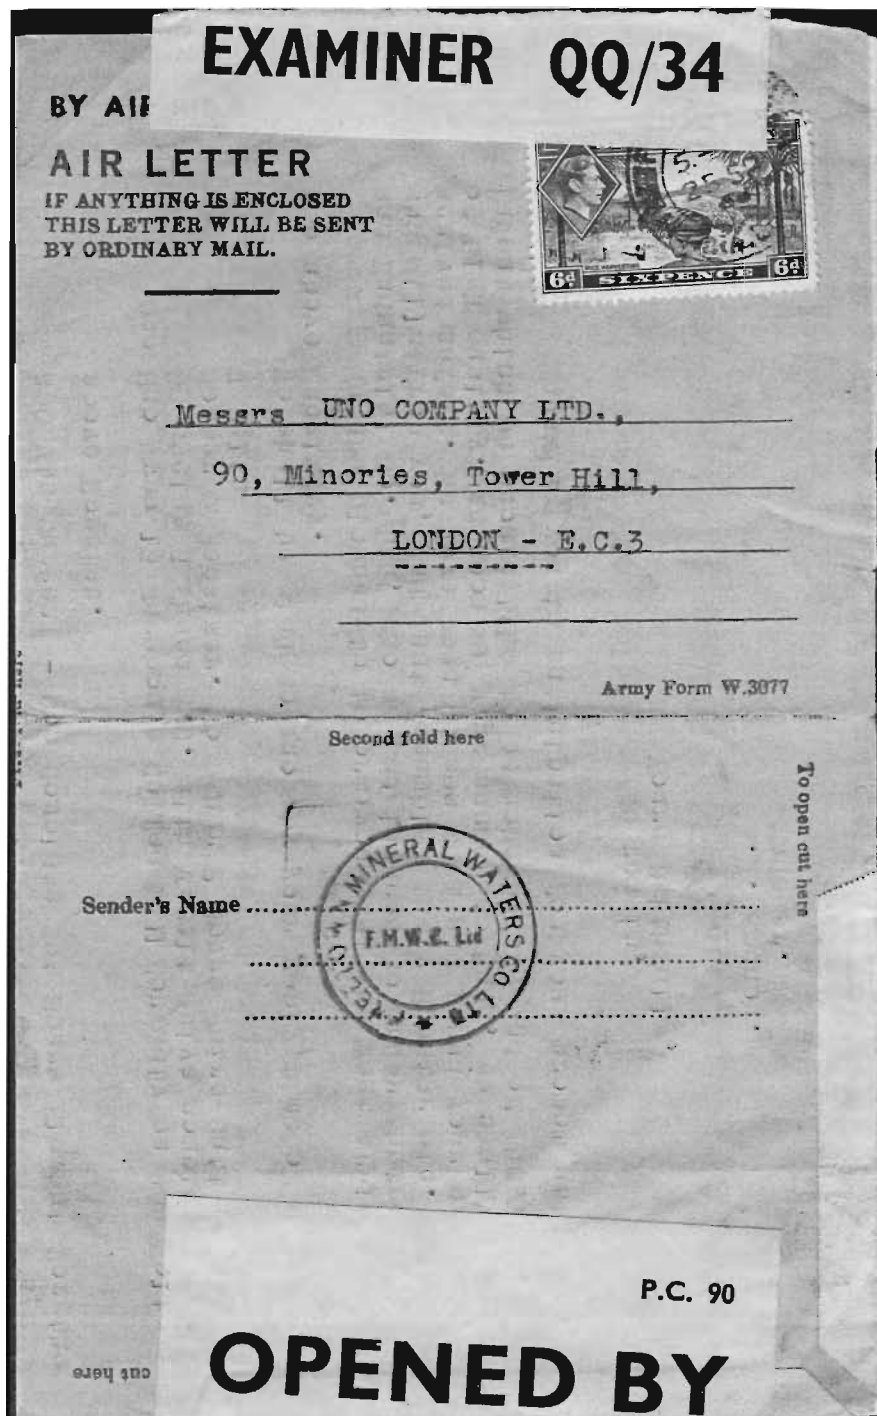 EXAMINER QQ/34
BY AIR
AIR LETTER
IF ANYTHING IS ENCLOSED
THIS LETTER WILL BE SENT
BY ORDINARY MAIL.
6d SIXPENCE 6d
Messrs UNO COMPANY LTD.,
90, Minories, Tower Hill,
LONDON - E.C.3
Army Form W.3077
Second fold here
To open cut here
Sender's Name
MINERAL WATERS CO LTD
F.M.W.C. Ltd
P.C. 90
OPENED BY
cut here